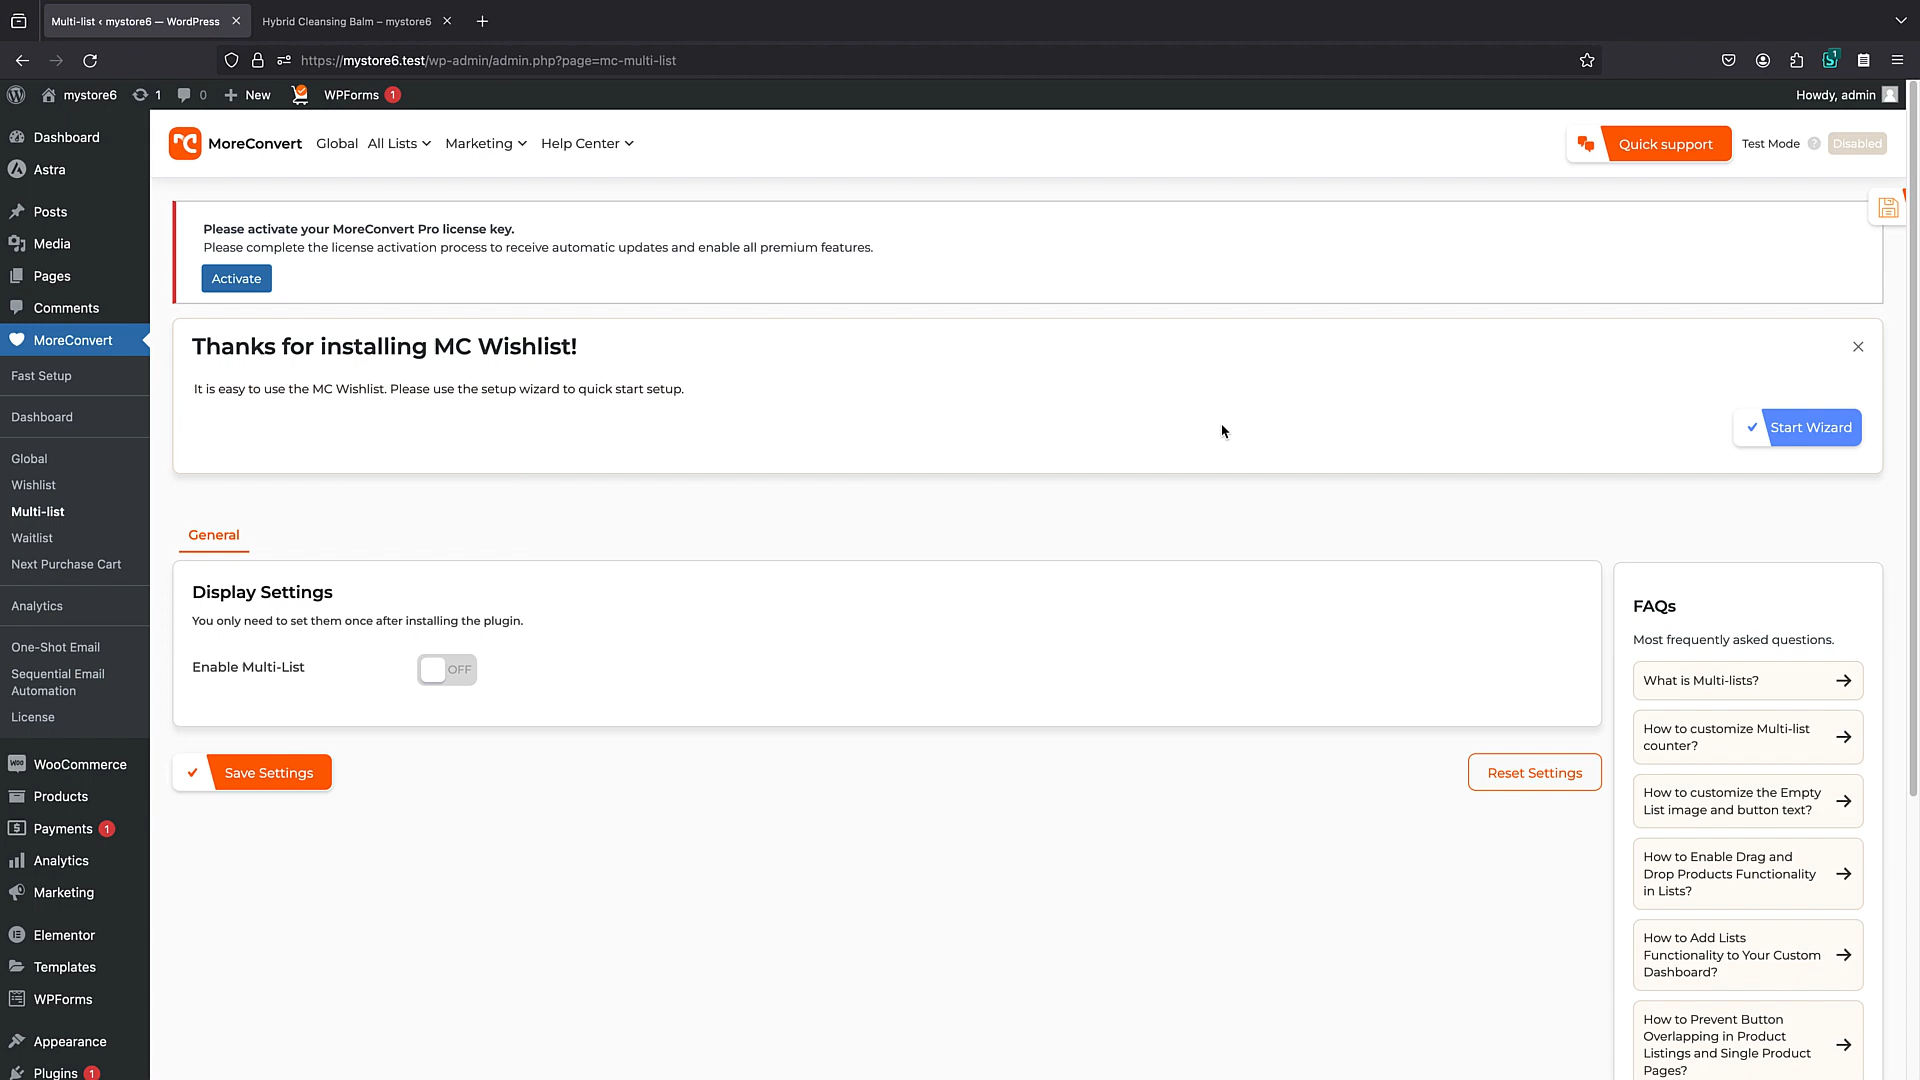 Multi-list ‹ mystore6 — WordPress
Hybrid Cleansing Balm – mystore6
https://mystore6.test/wp-admin/admin.php?page=mc-multi-list
1
mystore6
1
0
New
WPForms 1
Howdy, admin
Dashboard
Astra
Posts
Media
Pages
Comments
MoreConvert
Fast Setup
Dashboard
Global
Wishlist
Multi-list
Waitlist
Next Purchase Cart
Analytics
One-Shot Email
Sequential Email
Automation
License
WooCommerce
Products
Payments 1
Analytics
Marketing
Elementor
Templates
WPForms
Appearance
Plugins 1
MoreConvert
Global
All Lists
Marketing
Help Center
Quick support
Test Mode ?
Disabled
Please activate your MoreConvert Pro license key.
Please complete the license activation process to receive automatic updates and enable all premium features.
Activate
Thanks for installing MC Wishlist!
It is easy to use the MC Wishlist. Please use the setup wizard to quick start setup.
Start Wizard
General
Display Settings
You only need to set them once after installing the plugin.
Enable Multi-List
OFF
Save Settings
Reset Settings
FAQs
Most frequently asked questions.
What is Multi-lists?
How to customize Multi-list
counter?
How to customize the Empty
List image and button text?
How to Enable Drag and
Drop Products Functionality
in Lists?
How to Add Lists
Functionality to Your Custom
Dashboard?
How to Prevent Button
Overlapping in Product
Listings and Single Product
Pages?